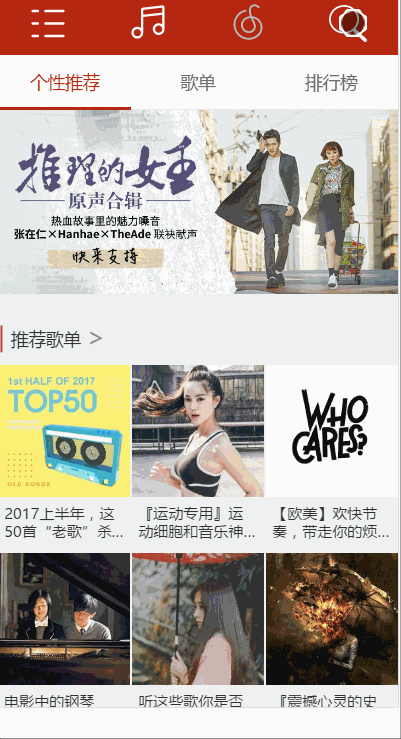 个性推荐
歌单
排行榜
推理的女王
原声合辑
热血故事里的魅力嗓音
张在仁×Hanhae×TheAde 联袂献声
快来支持
推荐歌单 >
1st HALF OF 2017
TOP50
OLD SONGS
WHO
CARES?
2017上半年，这
50首“老歌”杀...
『运动专用』运
动细胞和音乐神...
【欧美】欢快节
奏，带走你的烦...
电影中的钢琴
听这些歌你是否
『震撼心灵的史